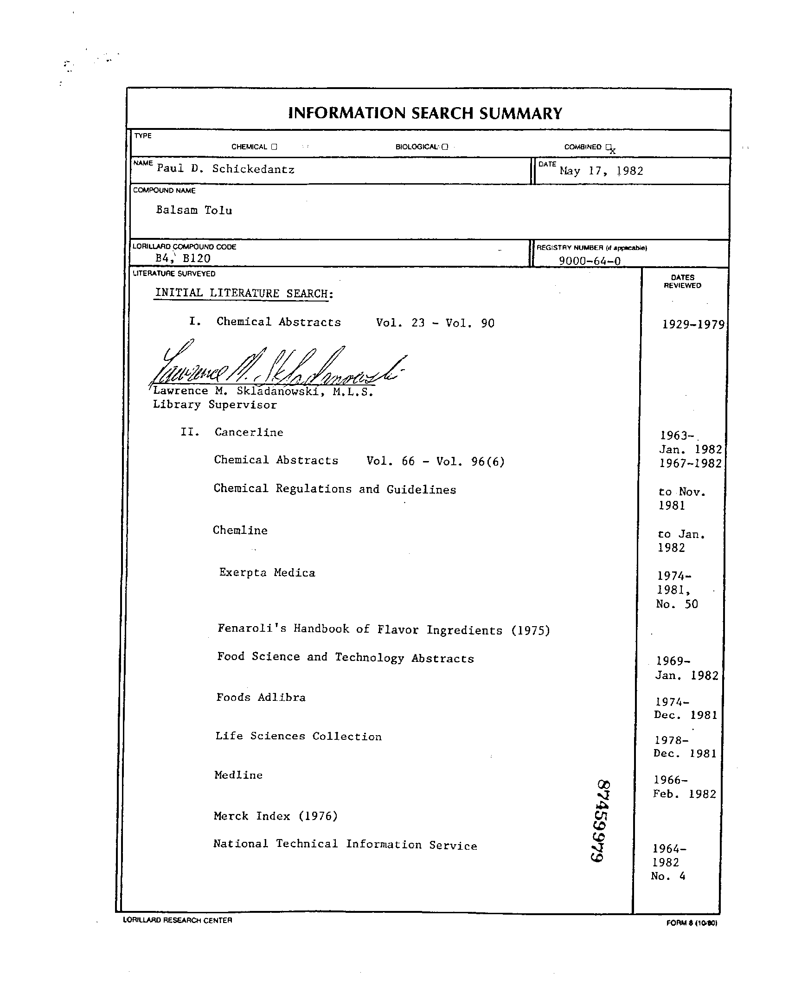 INFORMATION SEARCH SUMMARY
TYPE
CHEMICAL ☐ BIOLOGICAL ☐ COMBINED ☐ X
NAME Paul D. Schickedantz DATE May 17, 1982
COMPOUND NAME
Balsam Tolu
LORILLARD COMPOUND CODE REGISTRY NUMBER (if applicable)
B4, B120 9000-64-0
LITERATURE SURVEYED DATES
REVIEWED
INITIAL LITERATURE SEARCH:
I. Chemical Abstracts Vol. 23 - Vol. 90 1929-1979
Lawrence M. Skladanowski
Lawrence M. Skladanowski, M.L.S.
Library Supervisor
II. Cancerline 1963-
Jan. 1982
Chemical Abstracts Vol. 66 - Vol. 96(6) 1967-1982
Chemical Regulations and Guidelines to Nov.
1981
Chemline to Jan.
1982
Exerpta Medica 1974-
1981,
No. 50
Fenaroli's Handbook of Flavor Ingredients (1975)
Food Science and Technology Abstracts 1969-
Jan. 1982
Foods Adlibra 1974-
Dec. 1981
Life Sciences Collection 1978-
Dec. 1981
Medline 1966-
Feb. 1982
Merck Index (1976)
National Technical Information Service 1964-
1982
No. 4
87459979
LORILLARD RESEARCH CENTER FORM 8 (10/80)